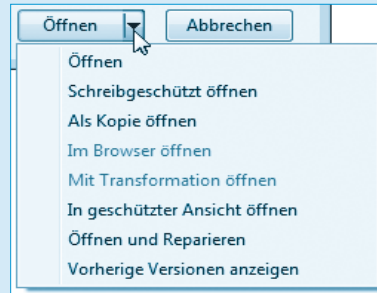 Öffnen Abbrechen
Öffnen
Schreibgeschützt öffnen
Als Kopie öffnen
Im Browser öffnen
Mit Transformation öffnen
In geschützter Ansicht öffnen
Öffnen und Reparieren
Vorherige Versionen anzeigen